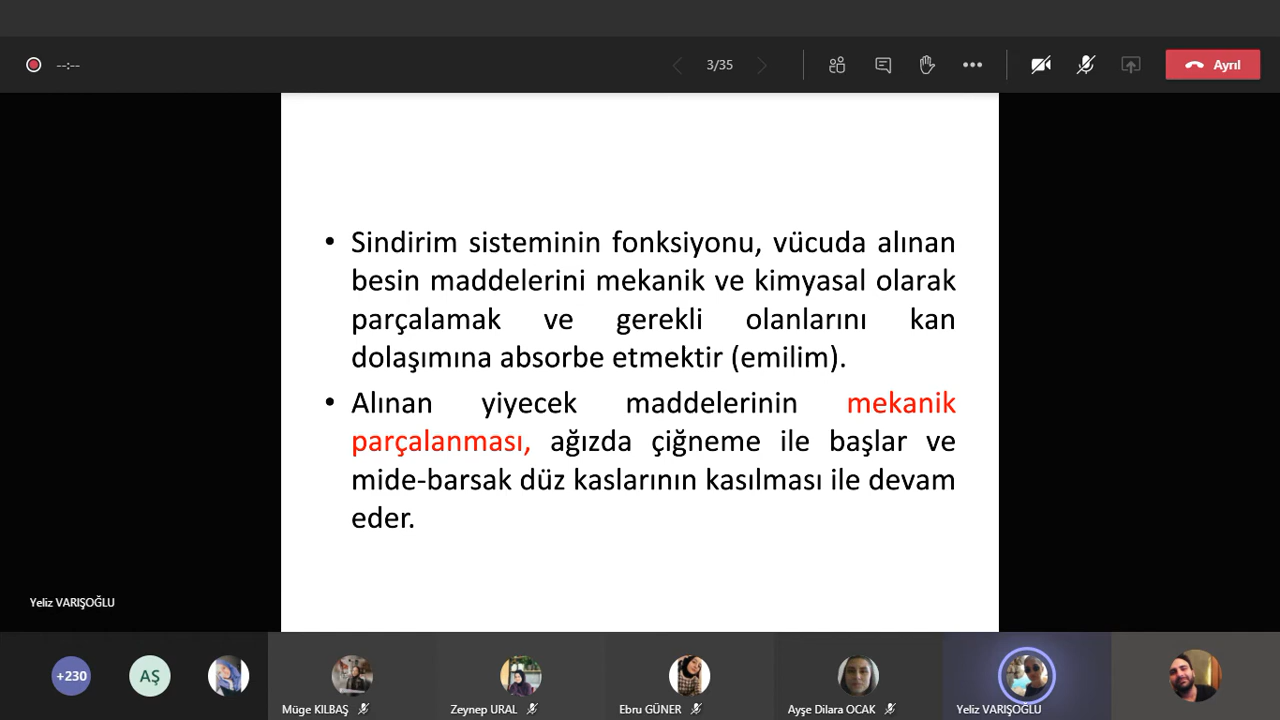 --:--
3/35
Ayrıl
• Sindirim sisteminin fonksiyonu, vücuda alınan
besin maddelerini mekanik ve kimyasal olarak
parçalamak ve gerekli olanlarını kan
dolaşımına absorbe etmektir (emilim).
• Alınan yiyecek maddelerinin mekanik
parçalanması, ağızda çiğneme ile başlar ve
mide-barsak düz kaslarının kasılması ile devam
eder.
Yeliz VARIŞOĞLU
+230
AŞ
Müge KILBAŞ
Zeynep URAL
Ebru GÜNER
Ayşe Dilara OCAK
Yeliz VARIŞOĞLU